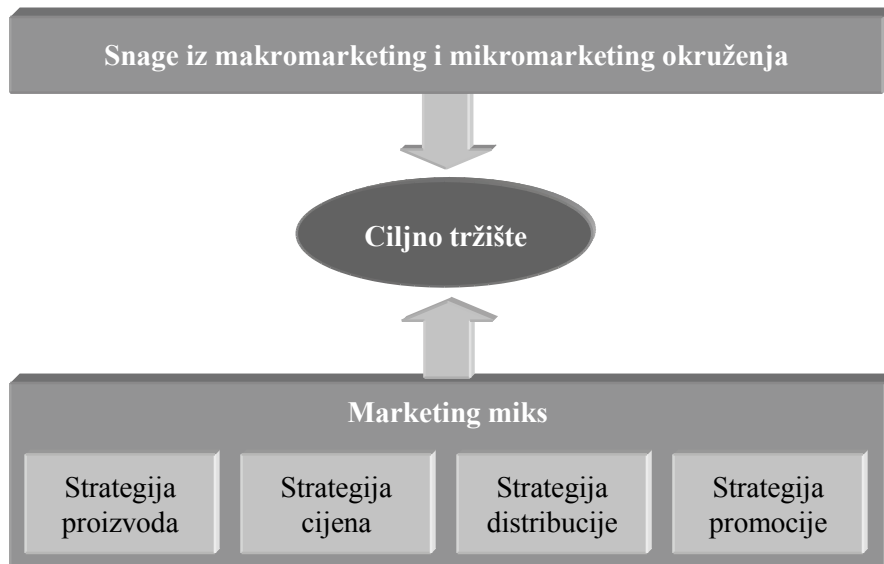 Snage iz makromarketing i mikromarketing okruženja
Ciljno tržište
Marketing miks
Strategija
proizvoda
Strategija
cijena
Strategija
distribucije
Strategija
promocije